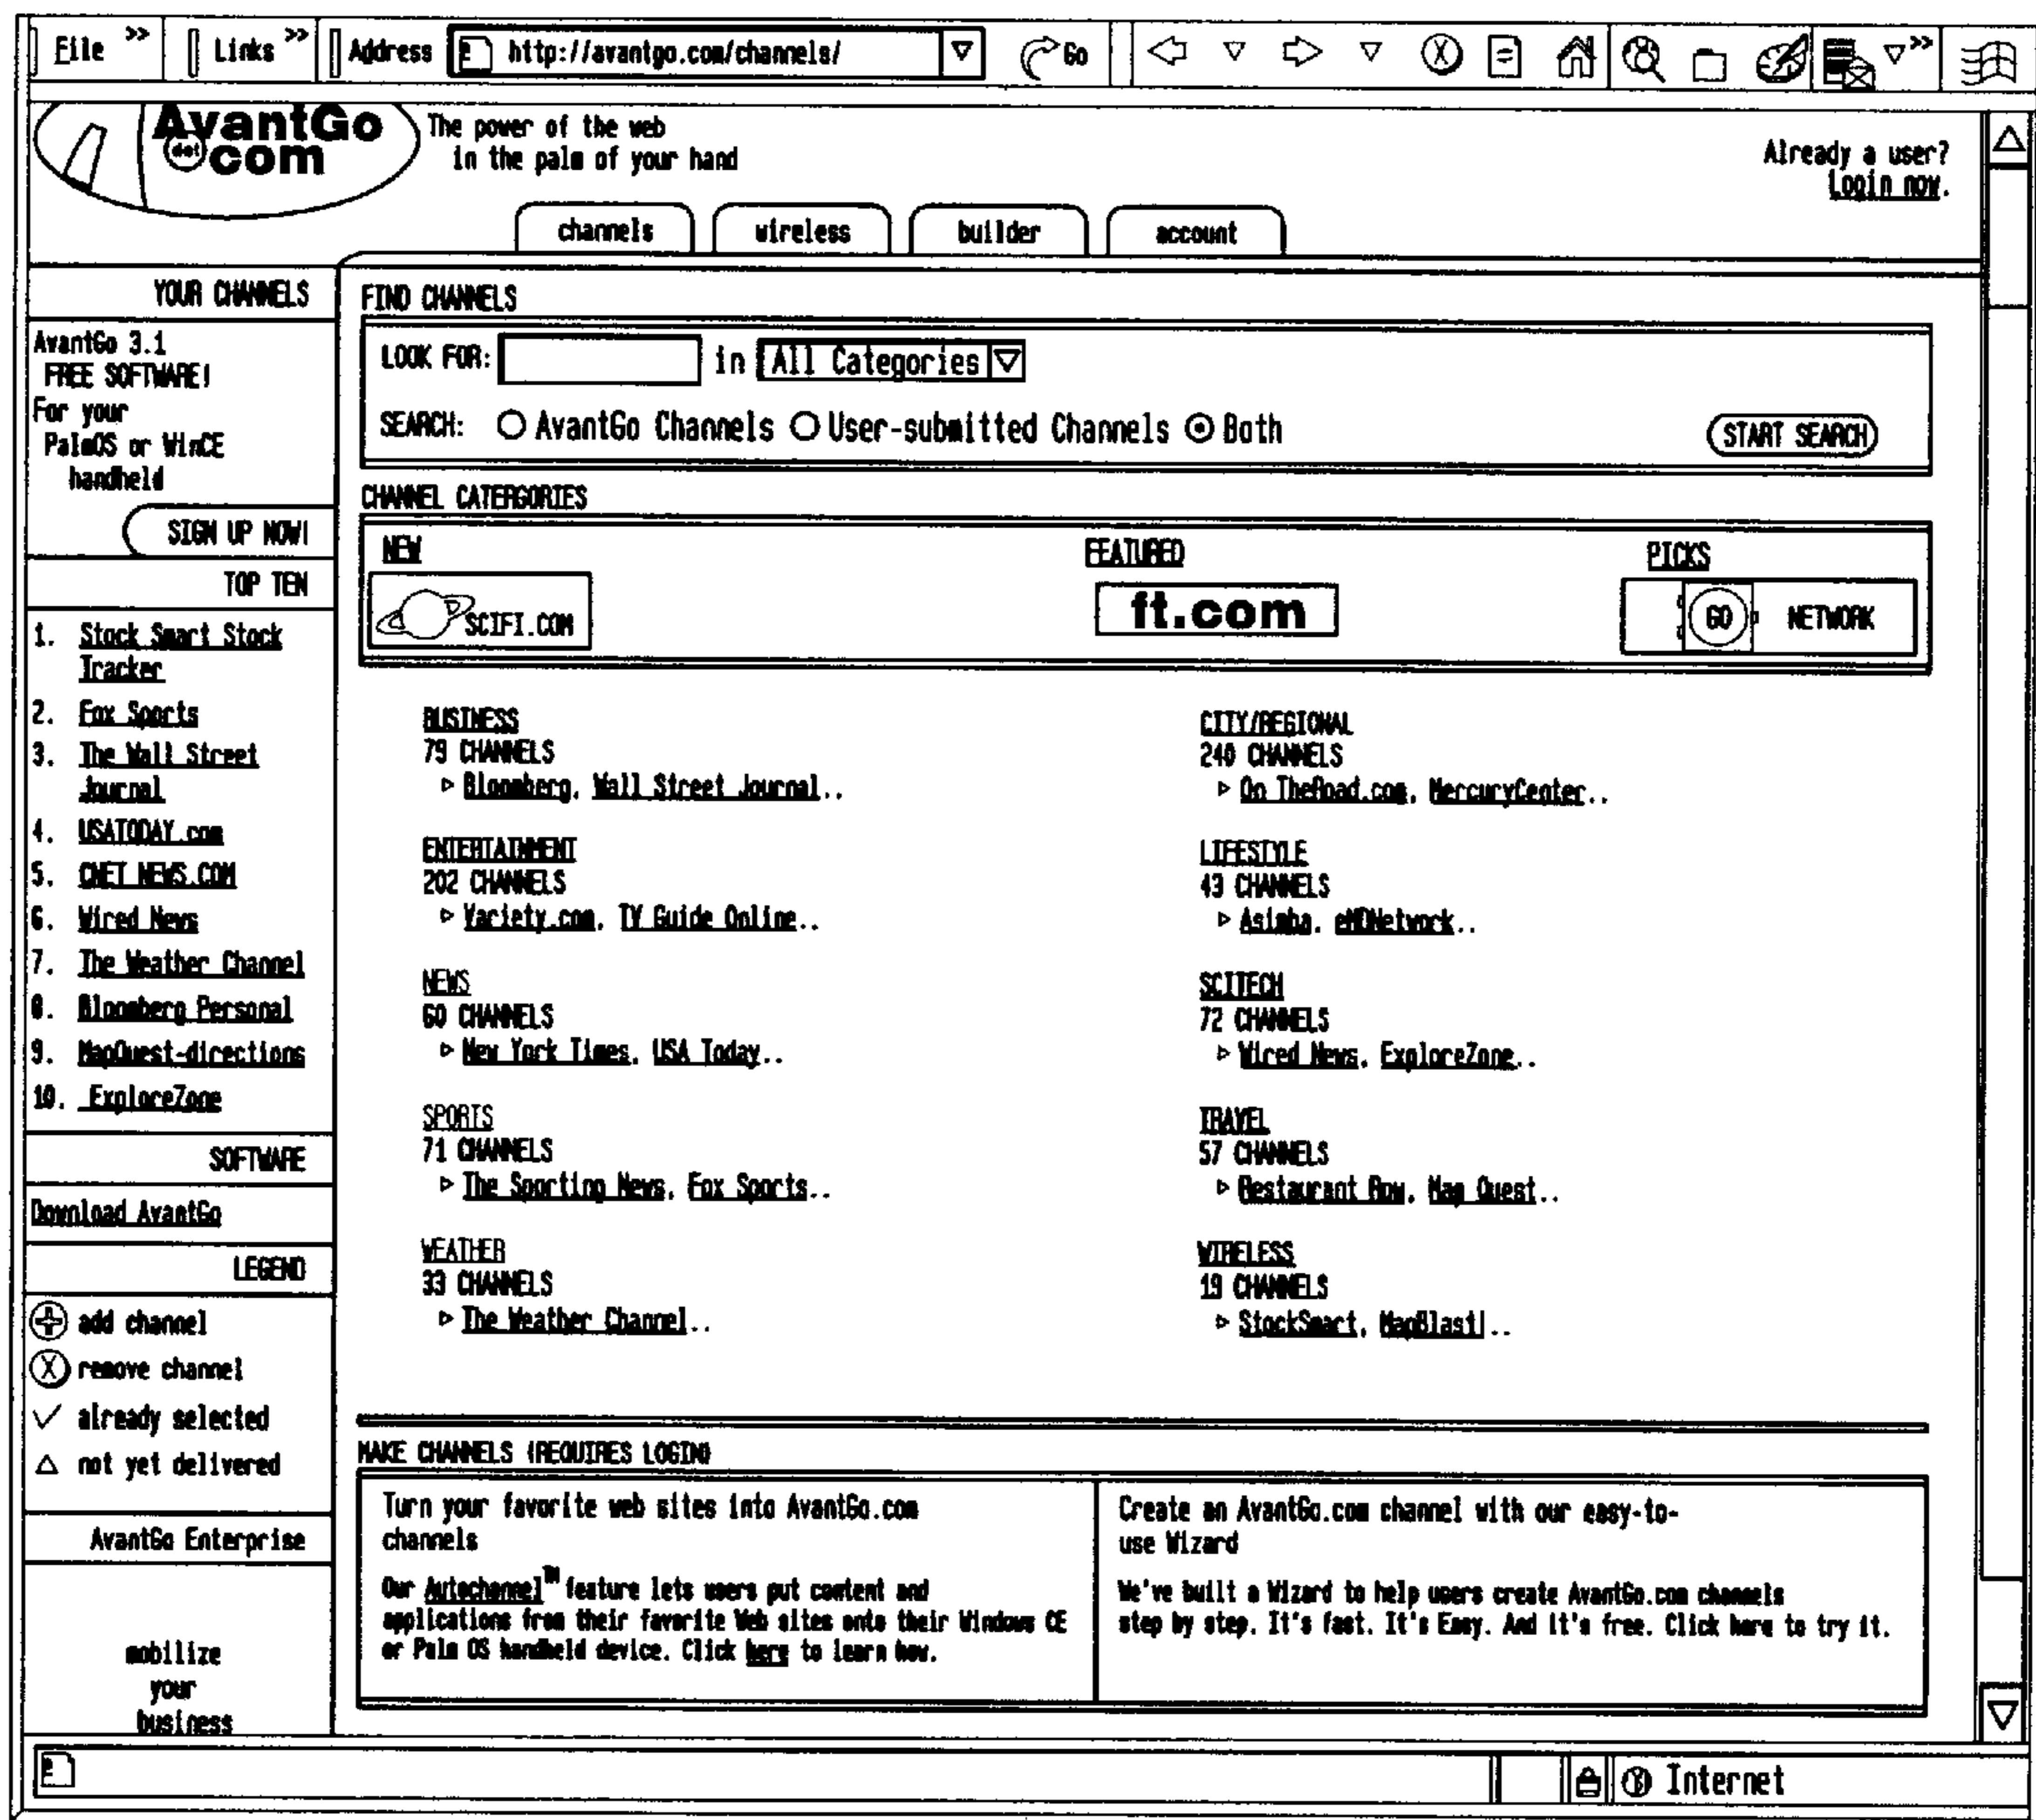 File >> Links >> Address http://avantgo.com/channels/ Go
AvantGo
dot com
The power of the web
in the palm of your hand
Already a user?
Login now.
channels wireless builder account
YOUR CHANNELS
AvantGo 3.1
FREE SOFTWARE!
For your
PalmOS or WinCE
handheld
SIGN UP NOW!
TOP TEN
1. Stock Smart Stock
Tracker
2. Fox Sports
3. The Wall Street
Journal
4. USATODAY.com
5. CNET NEWS.COM
6. Wired News
7. The Weather Channel
8. Bloomberg Personal
9. MapQuest-directions
10. ExploreZone
SOFTWARE
Download AvantGo
LEGEND
add channel
remove channel
already selected
not yet delivered
AvantGo Enterprise
mobilize
your
business
FIND CHANNELS
LOOK FOR: in All Categories
SEARCH: AvantGo Channels User-submitted Channels Both
START SEARCH
CHANNEL CATERGORIES
NEW FEATURED PICKS
SCIFI.COM ft.com GO NETWORK
BUSINESS
79 CHANNELS
Bloomberg, Wall Street Journal..
CITY/REGIONAL
240 CHANNELS
On TheRoad.com, MercuryCenter..
ENTERTAINMENT
202 CHANNELS
Variety.com, TV Guide Online..
LIFESTYLE
43 CHANNELS
Asimba, eMDNetwork..
NEWS
60 CHANNELS
New York Times, USA Today..
SCITECH
72 CHANNELS
Wired News, ExploreZone..
SPORTS
71 CHANNELS
The Sporting News, Fox Sports..
TRAVEL
57 CHANNELS
Restaurant Row, Map Quest..
WEATHER
33 CHANNELS
The Weather Channel..
WIRELESS
19 CHANNELS
StockSmart, MapBlast!..
MAKE CHANNELS (REQUIRES LOGIN)
Turn your favorite web sites into AvantGo.com
channels
Our Autochannel™ feature lets users put content and
applications from their favorite Web sites onto their Windows CE
or Palm OS handheld device. Click here to learn how.
Create an AvantGo.com channel with our easy-to-
use Wizard
We've built a Wizard to help users create AvantGo.com channels
step by step. It's fast. It's Easy. And it's free. Click here to try it.
Internet